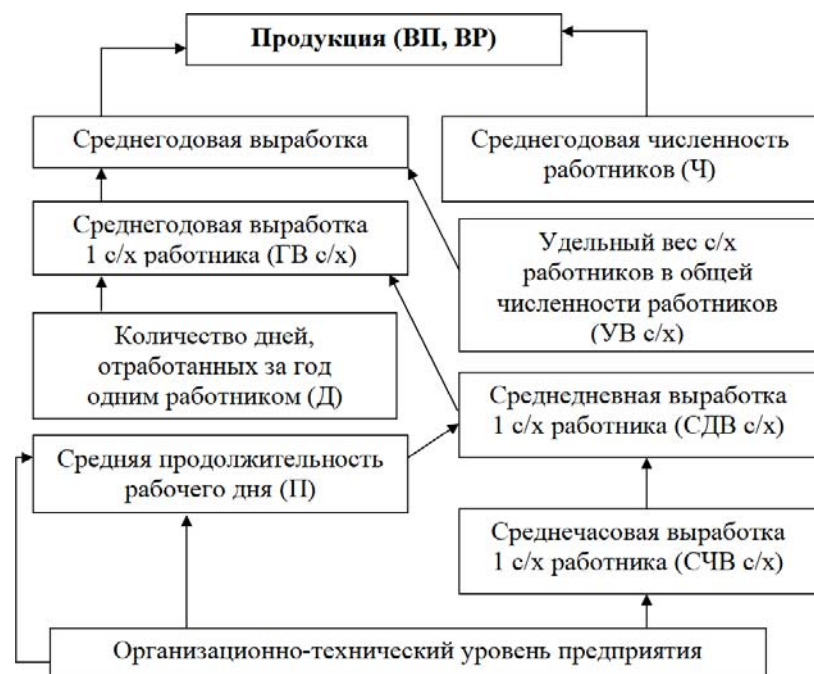 Продукция (ВП, ВР)
Среднегодовая выработка
Среднегодовая численность
работников (Ч)
Среднегодовая выработка
1 с/х работника (ГВ с/х)
Удельный вес с/х
работников в общей
численности работников
(УВ с/х)
Количество дней,
отработанных за год
одним работником (Д)
Среднедневная выработка
1 с/х работника (СДВ с/х)
Средняя продолжительность
рабочего дня (П)
Среднечасовая выработка
1 с/х работника (СЧВ с/х)
Организационно-технический уровень предприятия